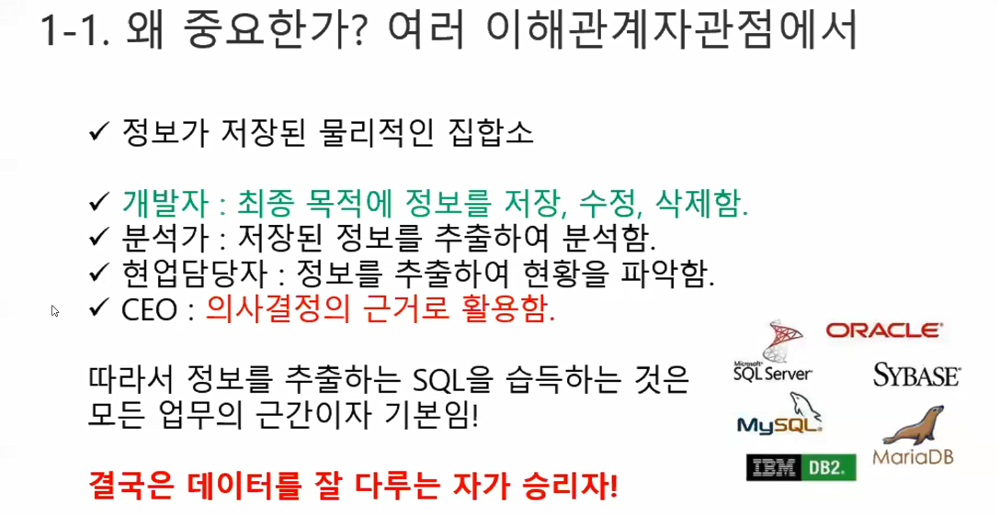 1-1. 왜 중요한가? 여러 이해관계자관점에서
✓ 정보가 저장된 물리적인 집합소
✓ 개발자 : 최종 목적에 정보를 저장, 수정, 삭제함.
✓ 분석가 : 저장된 정보를 추출하여 분석함.
✓ 현업담당자 : 정보를 추출하여 현황을 파악함.
✓ CEO : 의사결정의 근거로 활용함.
따라서 정보를 추출하는 SQL을 습득하는 것은
모든 업무의 근간이자 기본임!
결국은 데이터를 잘 다루는 자가 승리자!
Microsoft
SQL Server
ORACLE
SYBASE
MySQL
MariaDB
IBM DB2.